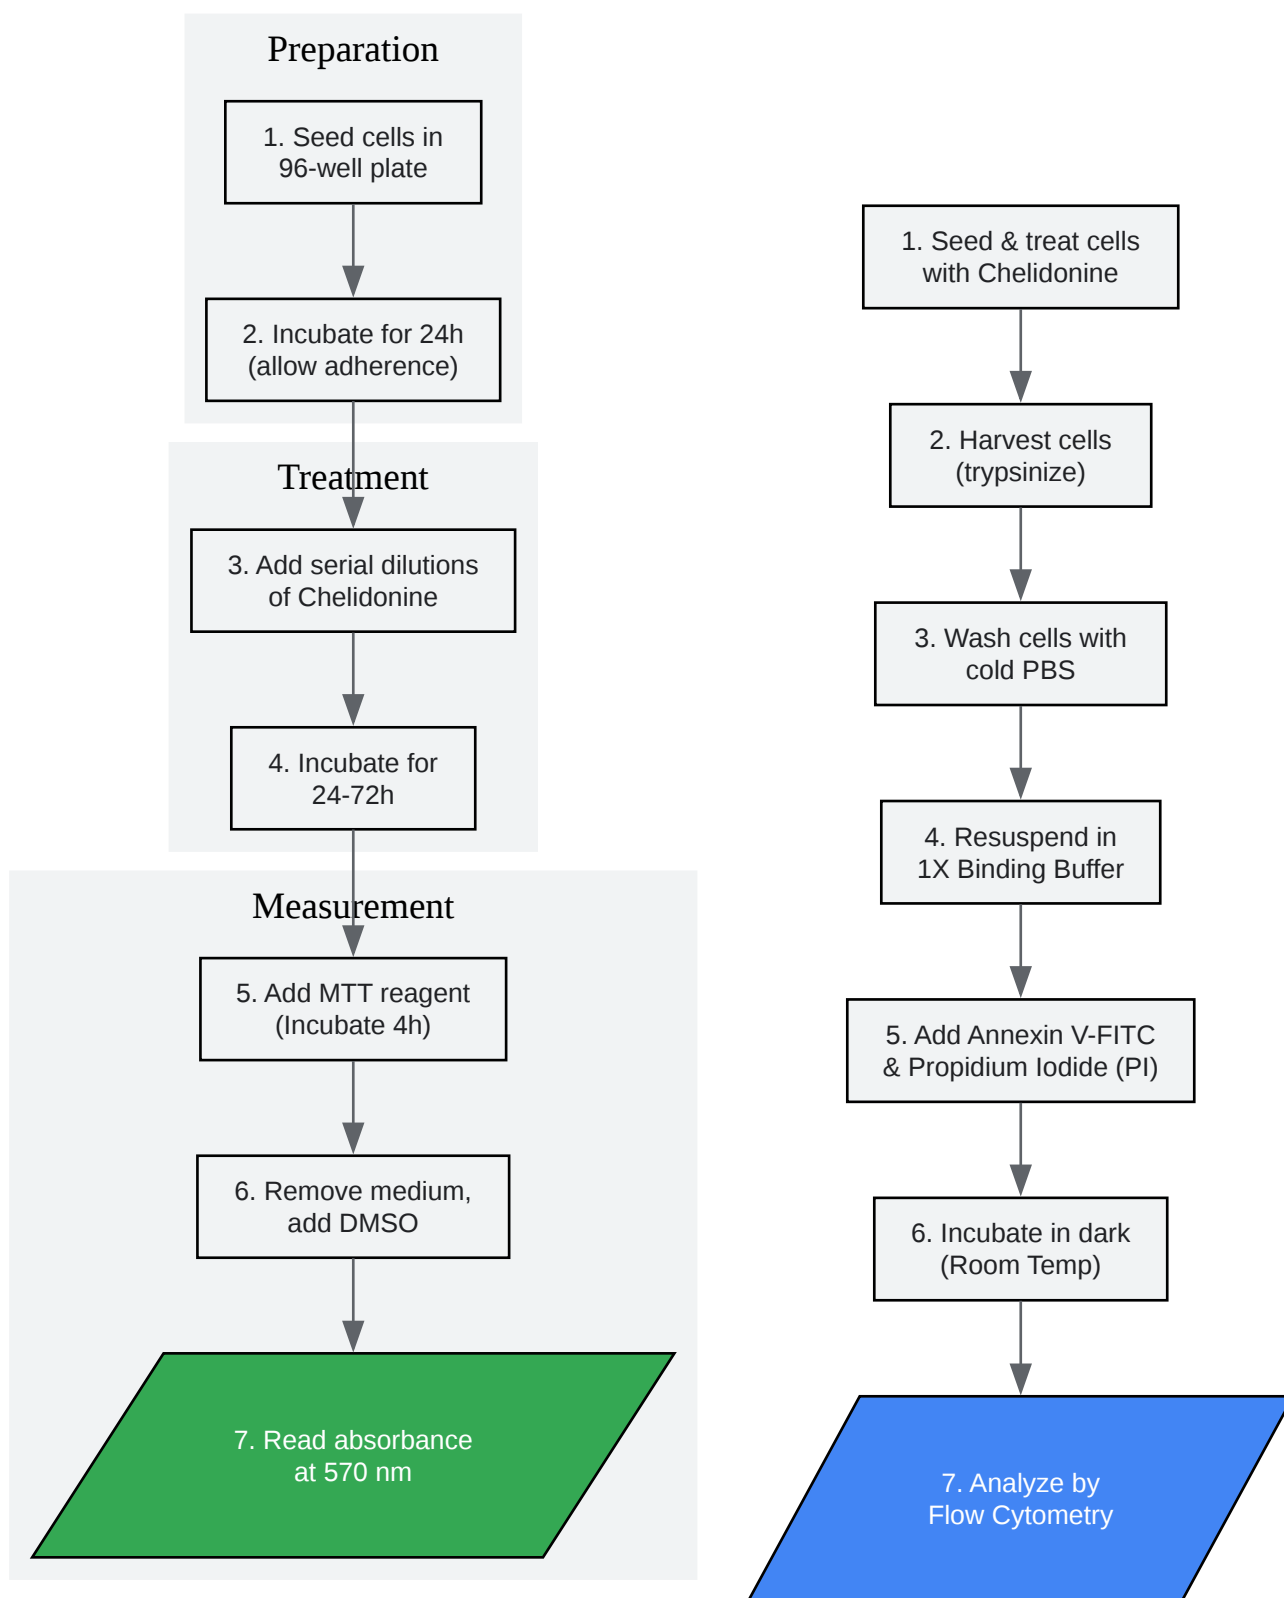 Preparation
1. Seed cells in
96-well plate
2. Incubate for 24h
(allow adherence)
Treatment
3. Add serial dilutions
of Chelidonine
4. Incubate for
24-72h
Measurement
5. Add MTT reagent
(Incubate 4h)
6. Remove medium,
add DMSO
7. Read absorbance
at 570 nm
1. Seed & treat cells
with Chelidonine
2. Harvest cells
(trypsinize)
3. Wash cells with
cold PBS
4. Resuspend in
1X Binding Buffer
5. Add Annexin V-FITC
& Propidium Iodide (PI)
6. Incubate in dark
(Room Temp)
7. Analyze by
Flow Cytometry